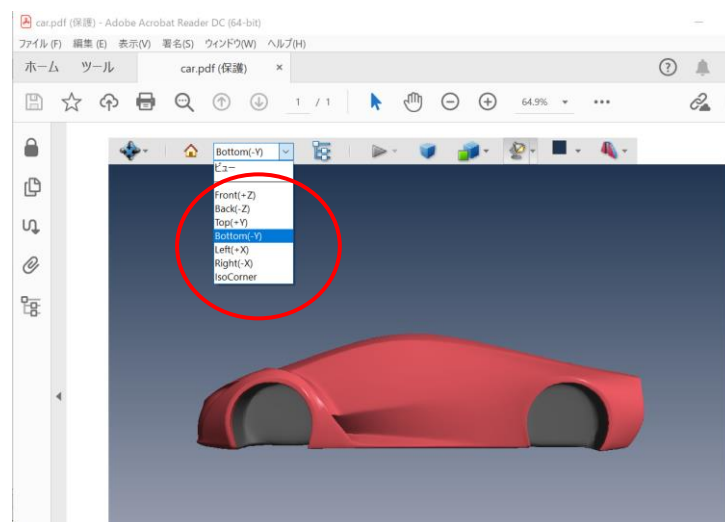 car.pdf (保護) - Adobe Acrobat Reader DC (64-bit)
ファイル(F) 編集(E) 表示(V) 署名(S) ウィンドウ(W) ヘルプ(H)
ホーム ツール car.pdf (保護) ×
1 / 1 64.9%
Bottom(-Y)
ビュー
Front(+Z)
Back(-Z)
Top(+Y)
Bottom(-Y)
Left(+X)
Right(-X)
IsoCorner